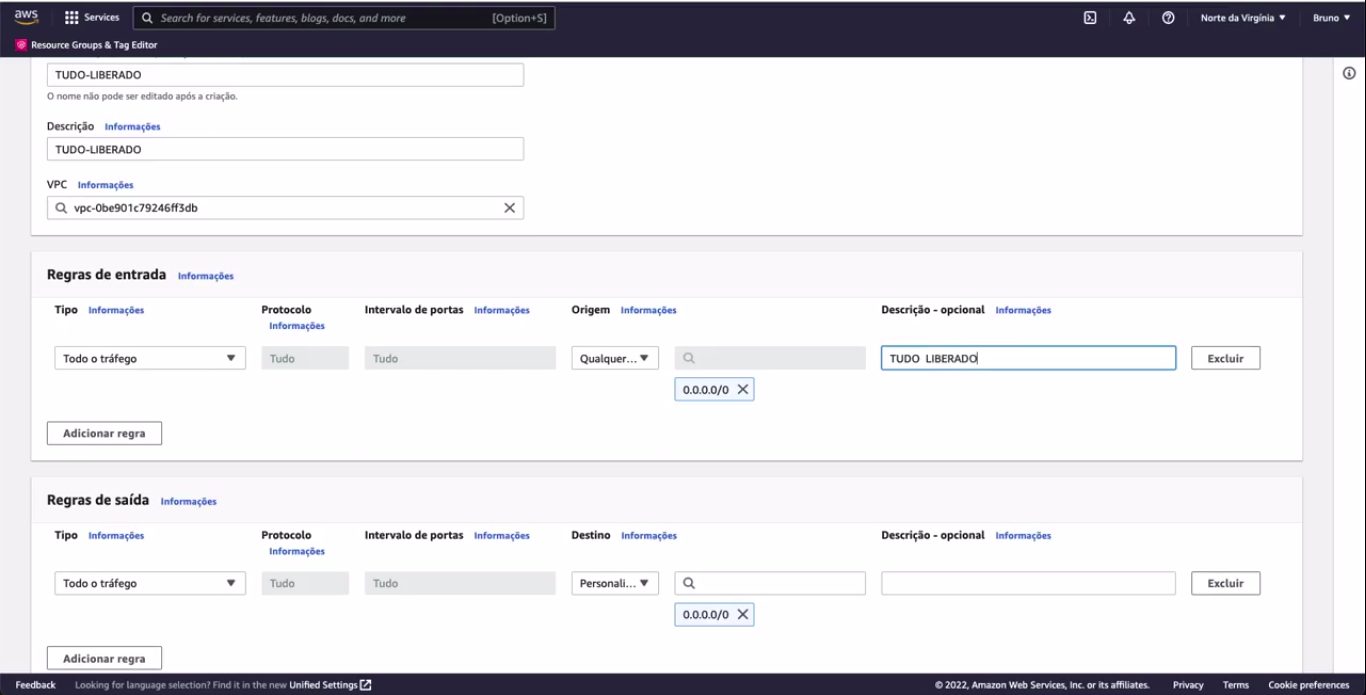 aws
Services
Search for services, features, blogs, docs, and more
[Option+S]
Norte da Virgínia
Bruno
Resource Groups & Tag Editor
TUDO-LIBERADO
O nome não pode ser editado após a criação.
Descrição Informações
TUDO-LIBERADO
VPC Informações
vpc-0be901c79246ff3db
Regras de entrada Informações
Tipo Informações
Protocolo Informações
Intervalo de portas Informações
Origem Informações
Descrição - opcional Informações
Todo o tráfego
Tudo
Tudo
Qualquer...
0.0.0.0/0
TUDO LIBERADO
Excluir
Adicionar regra
Regras de saída Informações
Tipo Informações
Protocolo Informações
Intervalo de portas Informações
Destino Informações
Descrição - opcional Informações
Todo o tráfego
Tudo
Tudo
Personali...
0.0.0.0/0
Excluir
Adicionar regra
Feedback
Looking for language selection? Find it in the new Unified Settings
© 2022, Amazon Web Services, Inc. or its affiliates.
Privacy
Terms
Cookie preferences